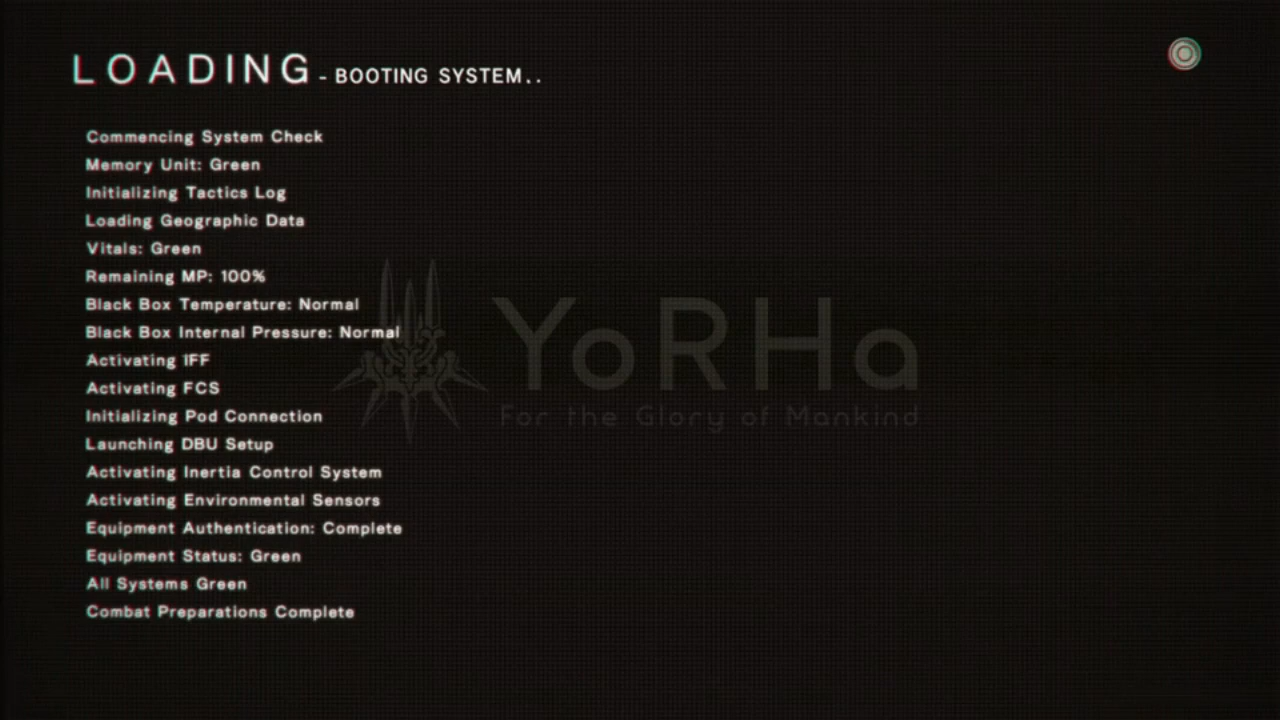 LOADING - BOOTING SYSTEM..
Commencing System Check
Memory Unit: Green
Initializing Tactics Log
Loading Geographic Data
Vitals: Green
Remaining MP: 100%
Black Box Temperature: Normal
Black Box Internal Pressure: Normal
Activating IFF
Activating FCS
Initializing Pod Connection
Launching DBU Setup
Activating Inertia Control System
Activating Environmental Sensors
Equipment Authentication: Complete
Equipment Status: Green
All Systems Green
Combat Preparations Complete
YoRHa
For the Glory of Mankind